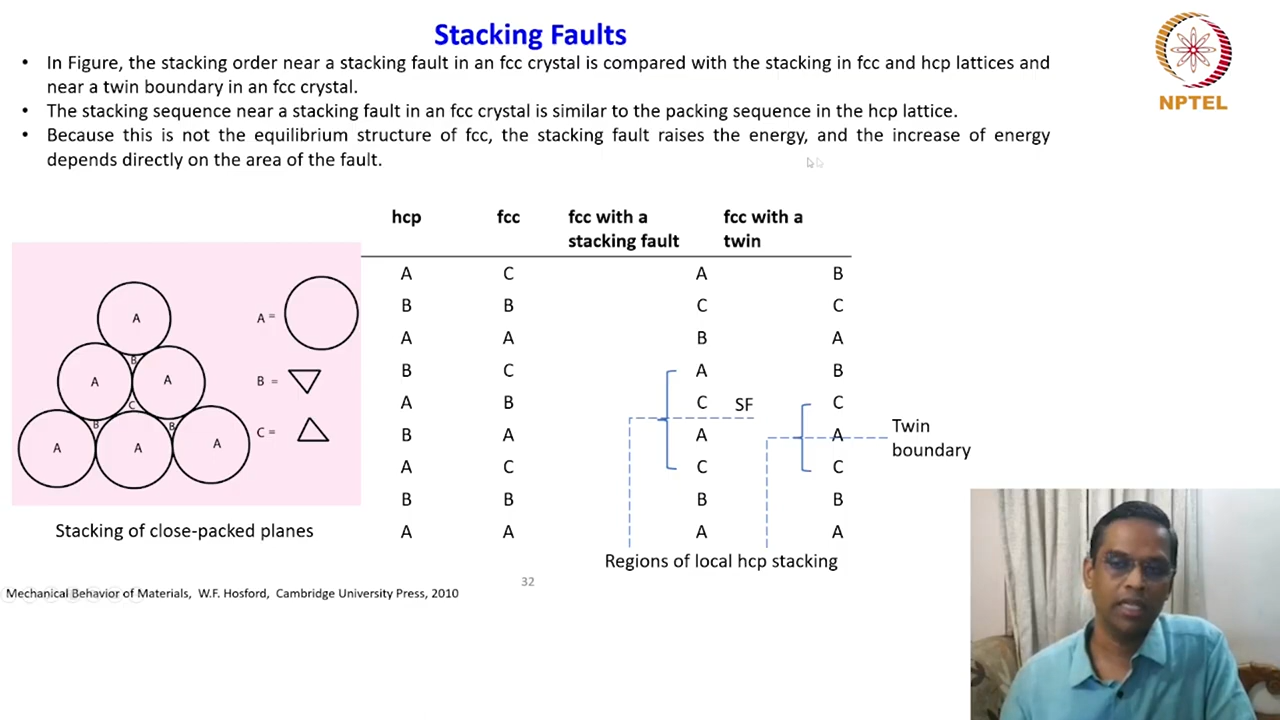 Stacking Faults
NPTEL
• In Figure, the stacking order near a stacking fault in an fcc crystal is compared with the stacking in fcc and hcp lattices and
near a twin boundary in an fcc crystal.
• The stacking sequence near a stacking fault in an fcc crystal is similar to the packing sequence in the hcp lattice.
• Because this is not the equilibrium structure of fcc, the stacking fault raises the energy, and the increase of energy
depends directly on the area of the fault.
A
B
A A
C
B B
A A A
A =
B =
C =
Stacking of close-packed planes
hcp fcc fcc with a fcc with a
stacking fault twin
A C A B
B B C C
A A B A
B C A B
A B C SF C
B A A A
A C C C
B B B B
A A A A
Twin
boundary
Regions of local hcp stacking
32
Mechanical Behavior of Materials, W.F. Hosford, Cambridge University Press, 2010